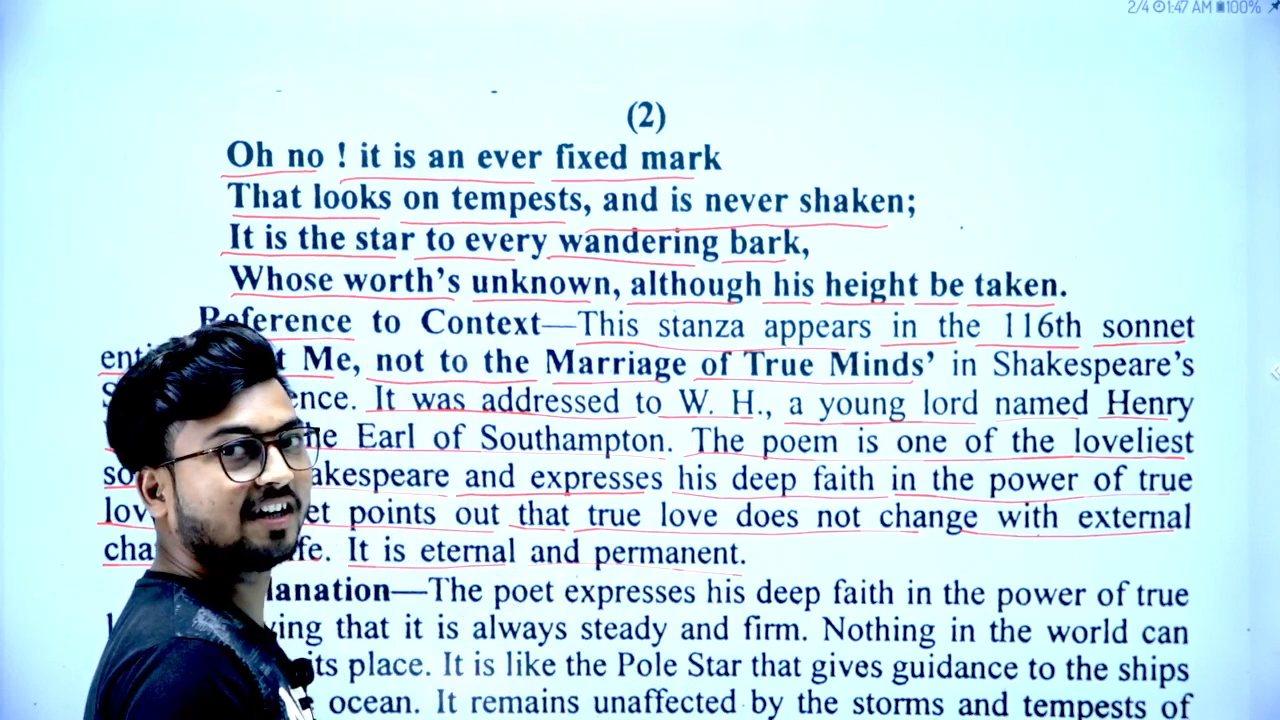 2/4 1:47 AM 100%
(2)
Oh no ! it is an ever fixed mark
That looks on tempests, and is never shaken;
It is the star to every wandering bark,
Whose worth's unknown, although his height be taken.
Reference to Context—This stanza appears in the 116th sonnet
Me, not to the Marriage of True Minds' in Shakespeare's
It was addressed to W. H., a young lord named Henry
Earl of Southampton. The poem is one of the loveliest
and expresses his deep faith in the power of true
points out that true love does not change with external
It is eternal and permanent.
The poet expresses his deep faith in the power of true
that it is always steady and firm. Nothing in the world can
its place. It is like the Pole Star that gives guidance to the ships
ocean. It remains unaffected by the storms and tempests of